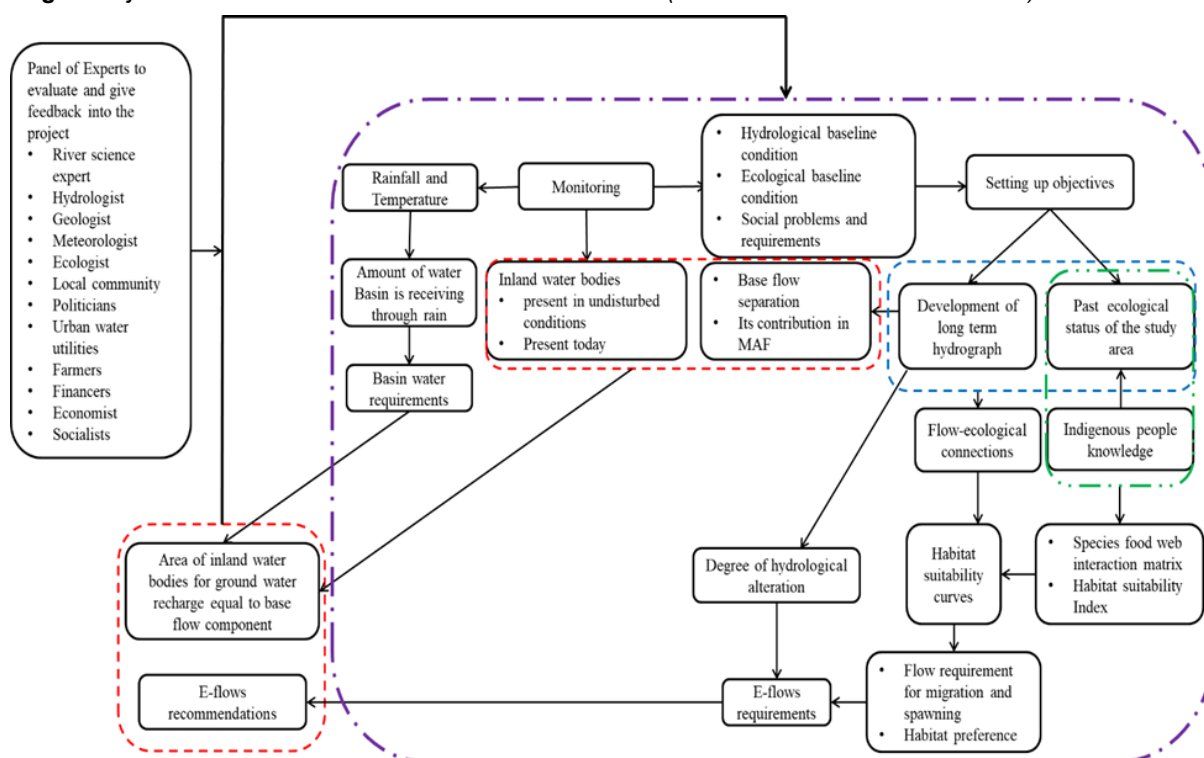 Panel of Experts to
evaluate and give
feedback into the
project
• River science
expert
• Hydrologist
• Geologist
• Meteorologist
• Ecologist
• Local community
• Politicians
• Urban water
utilities
• Farmers
• Financers
• Economist
• Socialists
Rainfall and
Temperature
Monitoring
• Hydrological baseline
condition
• Ecological baseline
condition
• Social problems and
requirements
Setting up objectives
Amount of water
Basin is receiving
through rain
Inland water bodies
• present in undisturbed
conditions
• Present today
• Base flow
separation
• Its contribution in
MAF
Development of
long term
hydrograph
Past ecological
status of the study
area
Basin water
requirements
Flow-ecological
connections
Indigenous people
knowledge
Area of inland water
bodies for ground water
recharge equal to base
flow component
Degree of hydrological
alteration
Habitat
suitability
curves
• Species food web
interaction matrix
• Habitat suitability
Index
E-flows
recommendations
E-flows
requirements
• Flow requirement
for migration and
spawning
• Habitat preference